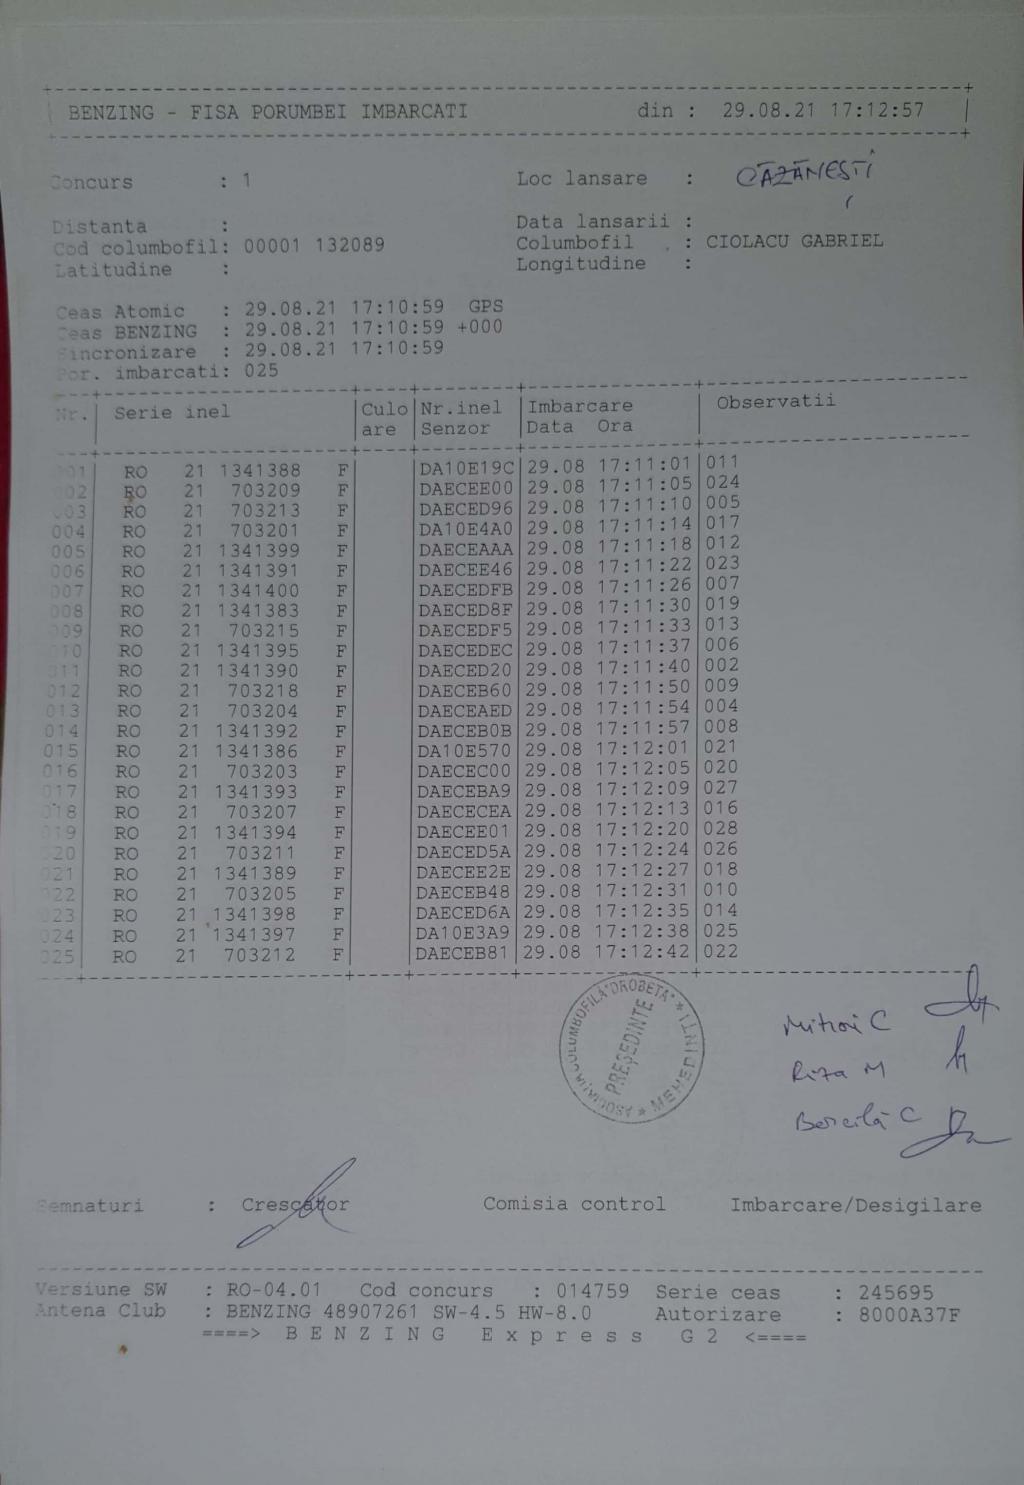 BENZING - FISA PORUMBEI IMBARCATI din : 29.08.21 17:12:57
Concurs : 1 Loc lansare : CĂZĂNEȘTI
Distanta : Data lansarii :
Cod columbofil: 00001 132089 Columbofil : CIOLACU GABRIEL
Latitudine : Longitudine :
Ceas Atomic : 29.08.21 17:10:59 GPS
Ceas BENZING : 29.08.21 17:10:59 +000
Sincronizare : 29.08.21 17:10:59
Por. imbarcati: 025
Nr. Serie inel Culo Nr.inel Imbarcare Observatii
are Senzor Data Ora
001 RO 21 1341388 F DA10E19C 29.08 17:11:01 011
002 RO 21 703209 F DAECEE00 29.08 17:11:05 024
003 RO 21 703213 F DAECED96 29.08 17:11:10 005
004 RO 21 703201 F DA10E4A0 29.08 17:11:14 017
005 RO 21 1341399 F DAECEAAA 29.08 17:11:18 012
006 RO 21 1341391 F DAECEE46 29.08 17:11:22 023
007 RO 21 1341400 F DAECEDFB 29.08 17:11:26 007
008 RO 21 1341383 F DAECED8F 29.08 17:11:30 019
009 RO 21 703215 F DAECEDF5 29.08 17:11:33 013
010 RO 21 1341395 F DAECEDEC 29.08 17:11:37 006
011 RO 21 1341390 F DAECED20 29.08 17:11:40 002
012 RO 21 703218 F DAECEB60 29.08 17:11:50 009
013 RO 21 703204 F DAECEAED 29.08 17:11:54 004
014 RO 21 1341392 F DAECEB0B 29.08 17:11:57 008
015 RO 21 1341386 F DA10E570 29.08 17:12:01 021
016 RO 21 703203 F DAECEC00 29.08 17:12:05 020
017 RO 21 1341393 F DAECEBA9 29.08 17:12:09 027
018 RO 21 703207 F DAECECEA 29.08 17:12:13 016
019 RO 21 1341394 F DAECEE01 29.08 17:12:20 028
020 RO 21 703211 F DAECED5A 29.08 17:12:24 026
021 RO 21 1341389 F DAECEE2E 29.08 17:12:27 018
022 RO 21 703205 F DAECEB48 29.08 17:12:31 010
023 RO 21 1341398 F DAECED6A 29.08 17:12:35 014
024 RO 21 1341397 F DA10E3A9 29.08 17:12:38 025
025 RO 21 703212 F DAECEB81 29.08 17:12:42 022
ASOCIAȚIA COLUMBOFILĂ "DROBETA" * MEHEDINȚI *
PREȘEDINTE
Mitroi C
Riza M
Bercilă C
Semnaturi : Crescator Comisia control Imbarcare/Desigilare
Versiune SW : RO-04.01 Cod concurs : 014759 Serie ceas : 245695
Antena Club : BENZING 48907261 SW-4.5 HW-8.0 Autorizare : 8000A37F
====> B E N Z I N G E x p r e s s G 2 <====